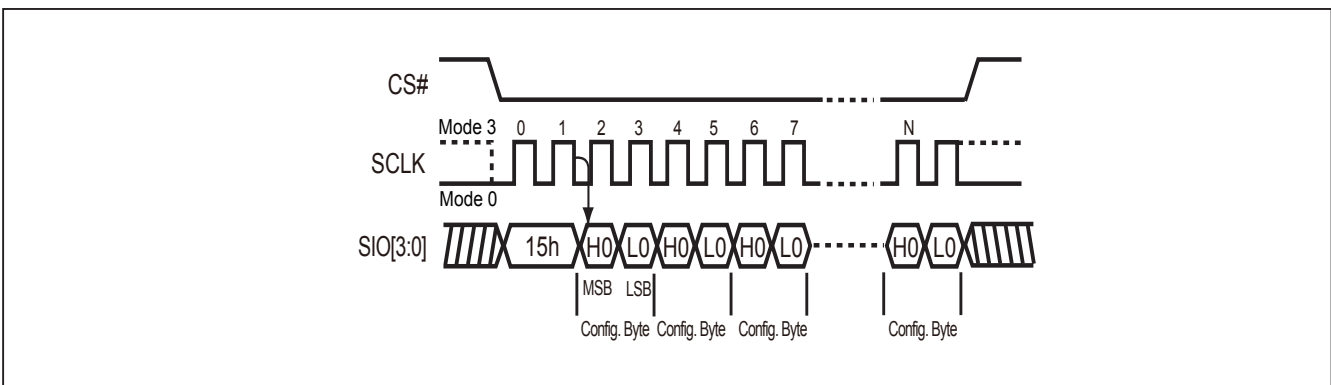 CS#
Mode 3 0 1 2 3 4 5 6 7 N
SCLK
Mode 0
SIO[3:0] 15h H0 L0 H0 L0 H0 L0 H0 L0
MSB LSB
Config. Byte Config. Byte Config. Byte Config. Byte